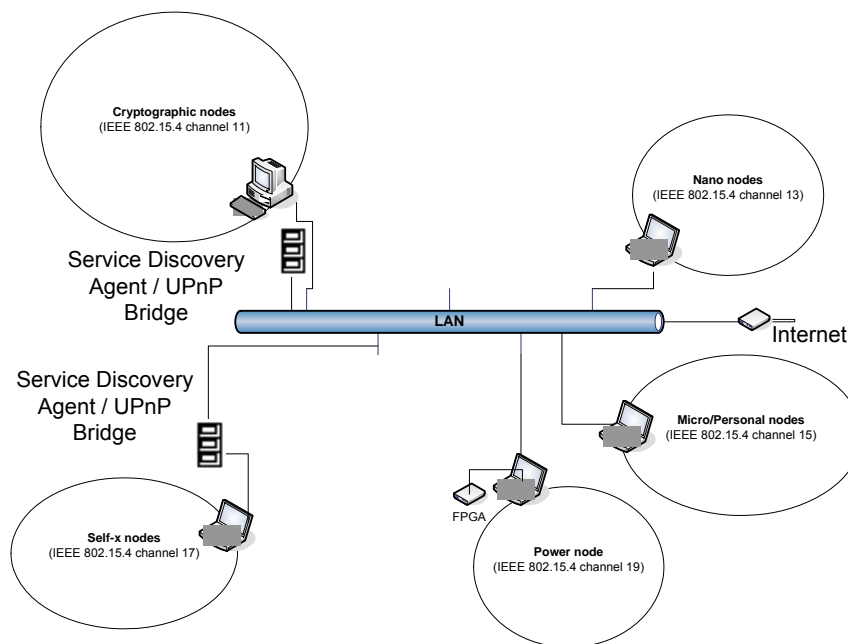 Cryptographic nodes
(IEEE 802.15.4 channel 11)
Nano nodes
(IEEE 802.15.4 channel 13)
Service Discovery
Agent / UPnP
Bridge
LAN
Internet
Service Discovery
Agent / UPnP
Bridge
Micro/Personal nodes
(IEEE 802.15.4 channel 15)
FPGA
Self-x nodes
(IEEE 802.15.4 channel 17)
Power node
(IEEE 802.15.4 channel 19)